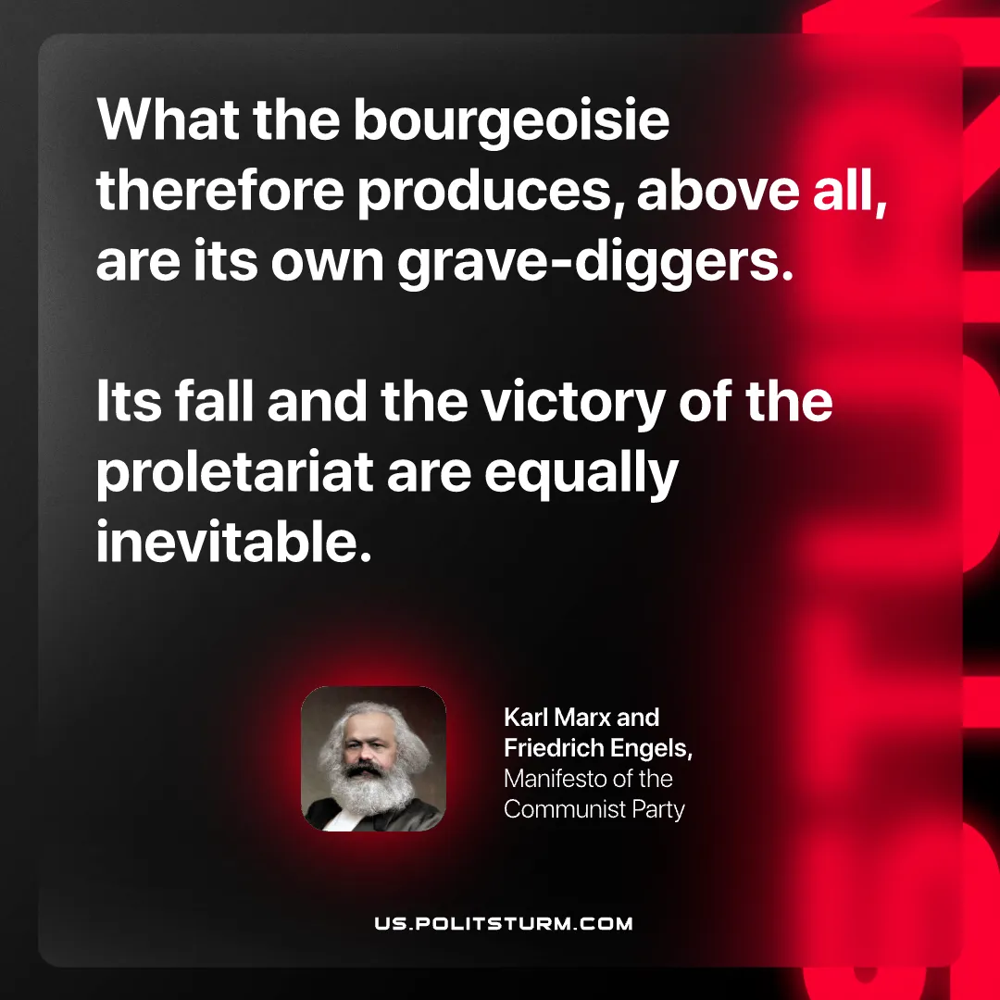 What the bourgeoisie
therefore produces, above all,
are its own grave-diggers.
Its fall and the victory of the
proletariat are equally
inevitable.
Karl Marx and
Friedrich Engels,
Manifesto of the
Communist Party
US.POLITSTURM.COM